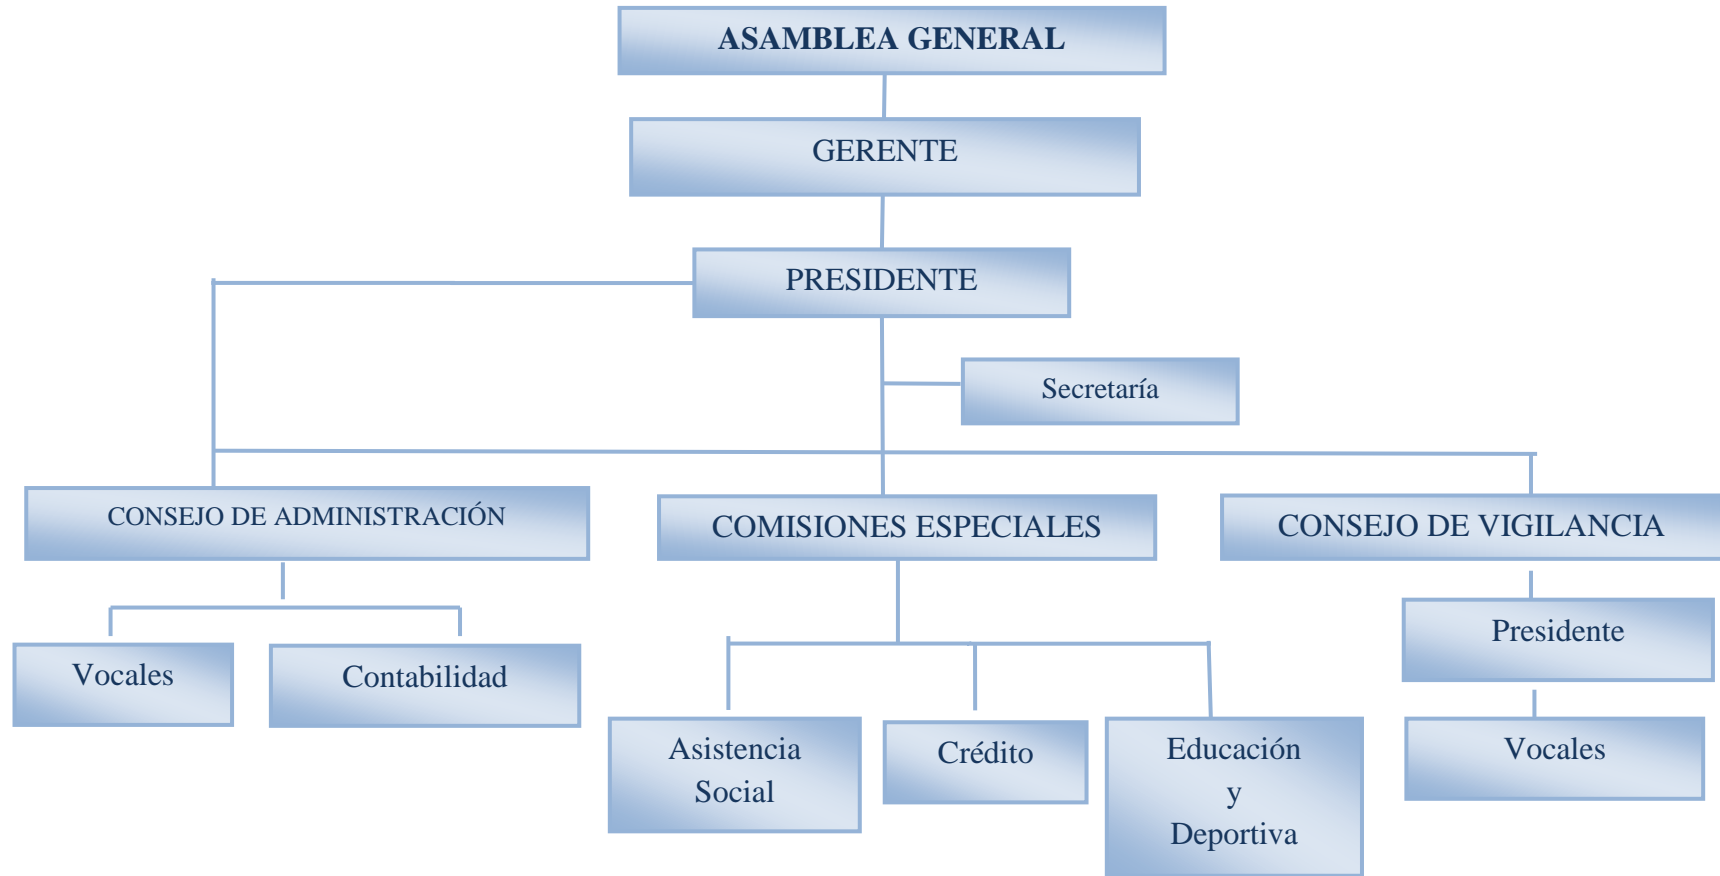 ASAMBLEA GENERAL
GERENTE
PRESIDENTE
Secretaría
CONSEJO DE ADMINISTRACIÓN
COMISIONES ESPECIALES
CONSEJO DE VIGILANCIA
Vocales
Contabilidad
Asistencia
Social
Crédito
Educación
y
Deportiva
Presidente
Vocales